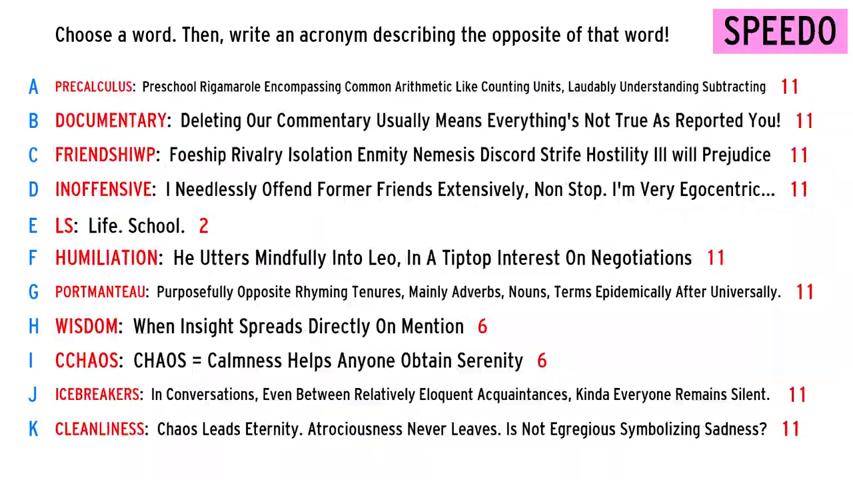 Choose a word. Then, write an acronym describing the opposite of that word!
SPEEDO
A PRECALCULUS: Preschool Rigamarole Encompassing Common Arithmetic Like Counting Units, Laudably Understanding Subtracting 11
B DOCUMENTARY: Deleting Our Commentary Usually Means Everything's Not True As Reported You! 11
C FRIENDSHIWP: Foeship Rivalry Isolation Enmity Nemesis Discord Strife Hostility Ill will Prejudice 11
D INOFFENSIVE: I Needlessly Offend Former Friends Extensively, Non Stop. I'm Very Egocentric... 11
E LS: Life. School. 2
F HUMILIATION: He Utters Mindfully Into Leo, In A Tiptop Interest On Negotiations 11
G PORTMANTEAU: Purposefully Opposite Rhyming Tenures, Mainly Adverbs, Nouns, Terms Epidemically After Universally. 11
H WISDOM: When Insight Spreads Directly On Mention 6
I CCHAOS: CHAOS = Calmness Helps Anyone Obtain Serenity 6
J ICEBREAKERS: In Conversations, Even Between Relatively Eloquent Acquaintances, Kinda Everyone Remains Silent. 11
K CLEANLINESS: Chaos Leads Eternity. Atrociousness Never Leaves. Is Not Egregious Symbolizing Sadness? 11